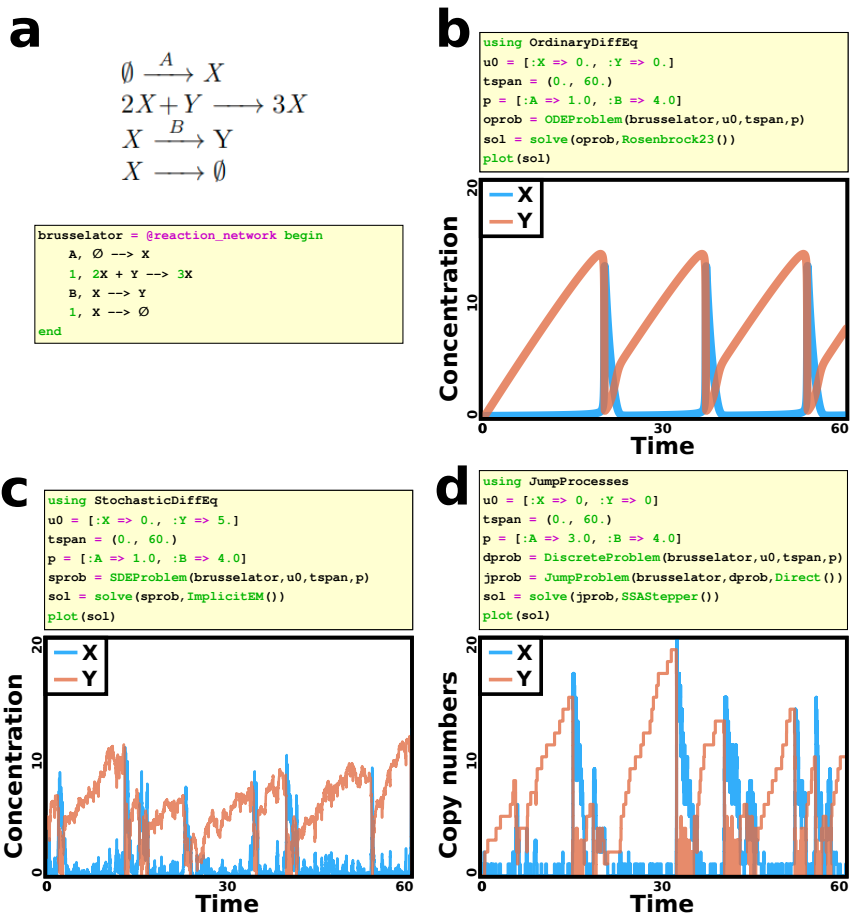 a
∅ —A→ X
2X+Y ⟶ 3X
X —B→ Y
X ⟶ ∅
brusselator = @reaction_network begin
A, ∅ --> X
1, 2X + Y --> 3X
B, X --> Y
1, X --> ∅
end
b
using OrdinaryDiffEq
u0 = [:X => 0., :Y => 0.]
tspan = (0., 60.)
p = [:A => 1.0, :B => 4.0]
oprob = ODEProblem(brusselator,u0,tspan,p)
sol = solve(oprob,Rosenbrock23())
plot(sol)
X
Y
Concentration
20
10
0
0 30 60
Time
c
using StochasticDiffEq
u0 = [:X => 0., :Y => 5.]
tspan = (0., 60.)
p = [:A => 1.0, :B => 4.0]
sprob = SDEProblem(brusselator,u0,tspan,p)
sol = solve(sprob,ImplicitEM())
plot(sol)
X
Y
Concentration
20
10
0
0 30 60
Time
d
using JumpProcesses
u0 = [:X => 0, :Y => 0]
tspan = (0., 60.)
p = [:A => 3.0, :B => 4.0]
dprob = DiscreteProblem(brusselator,u0,tspan,p)
jprob = JumpProblem(brusselator,dprob,Direct())
sol = solve(jprob,SSAStepper())
plot(sol)
X
Y
Copy numbers
20
10
0
0 30 60
Time